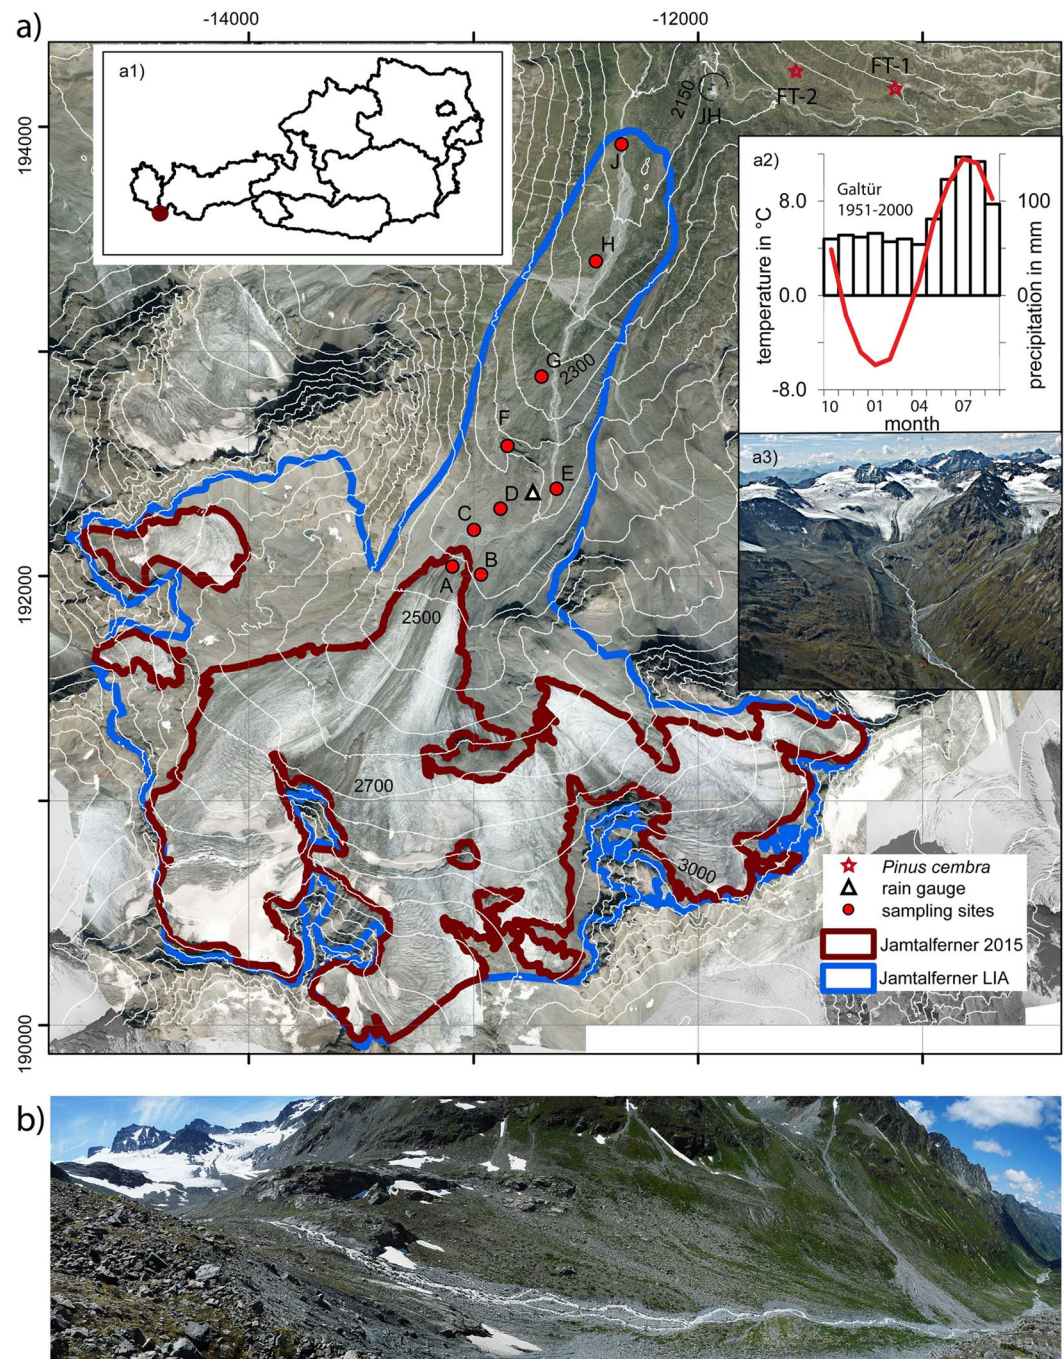 a)
-14000
-12000
a1)
FT-1
FT-2
2150
JH
194000
J
a2)
Galtür
1951-2000
8.0
0.0
-8.0
temperature in °C
100
0
precipitation in mm
10
01
04
07
month
H
G
2300
F
E
D
C
B
A
a3)
192000
2500
2700
3000
Pinus cembra
rain gauge
sampling sites
Jamtalferner 2015
Jamtalferner LIA
190000
b)